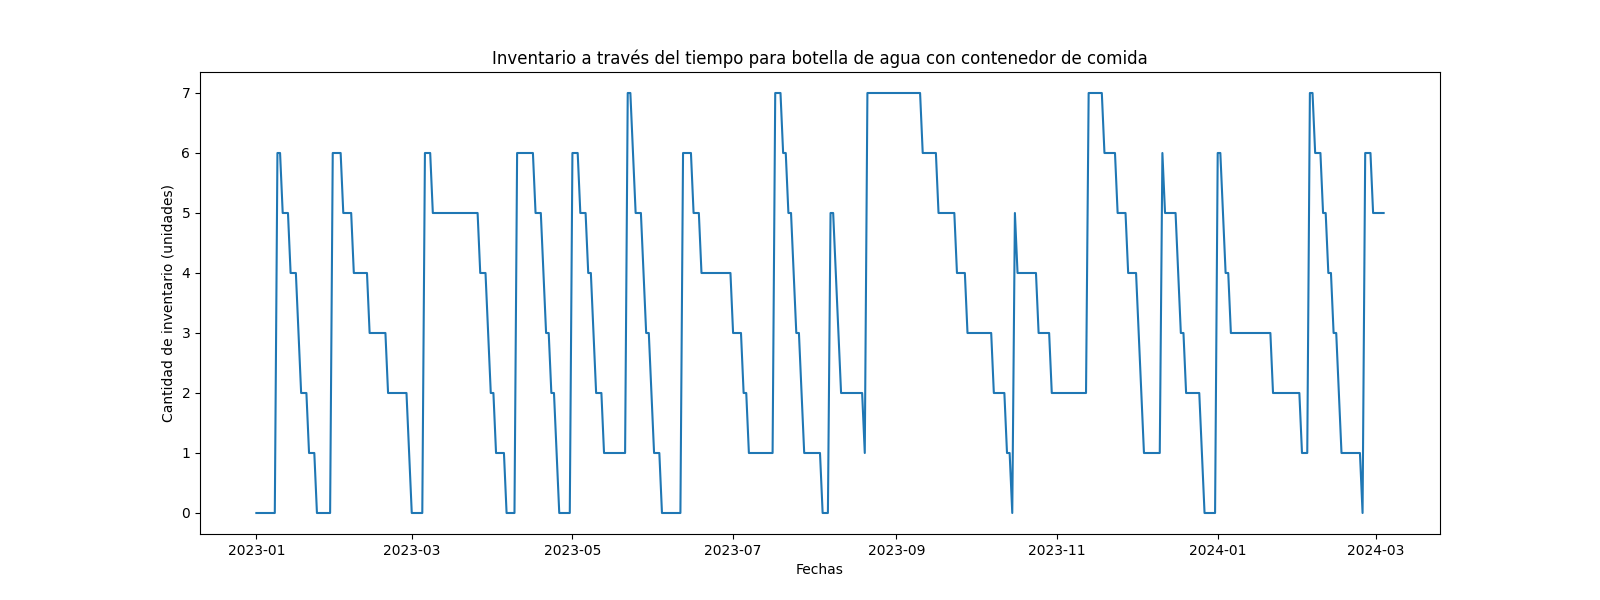 Inventario a través del tiempo para botella de agua con contenedor de comida
Cantidad de inventario (unidades)
7
6
5
4
3
2
1
0
2023-01 2023-03 2023-05 2023-07 2023-09 2023-11 2024-01 2024-03
Fechas